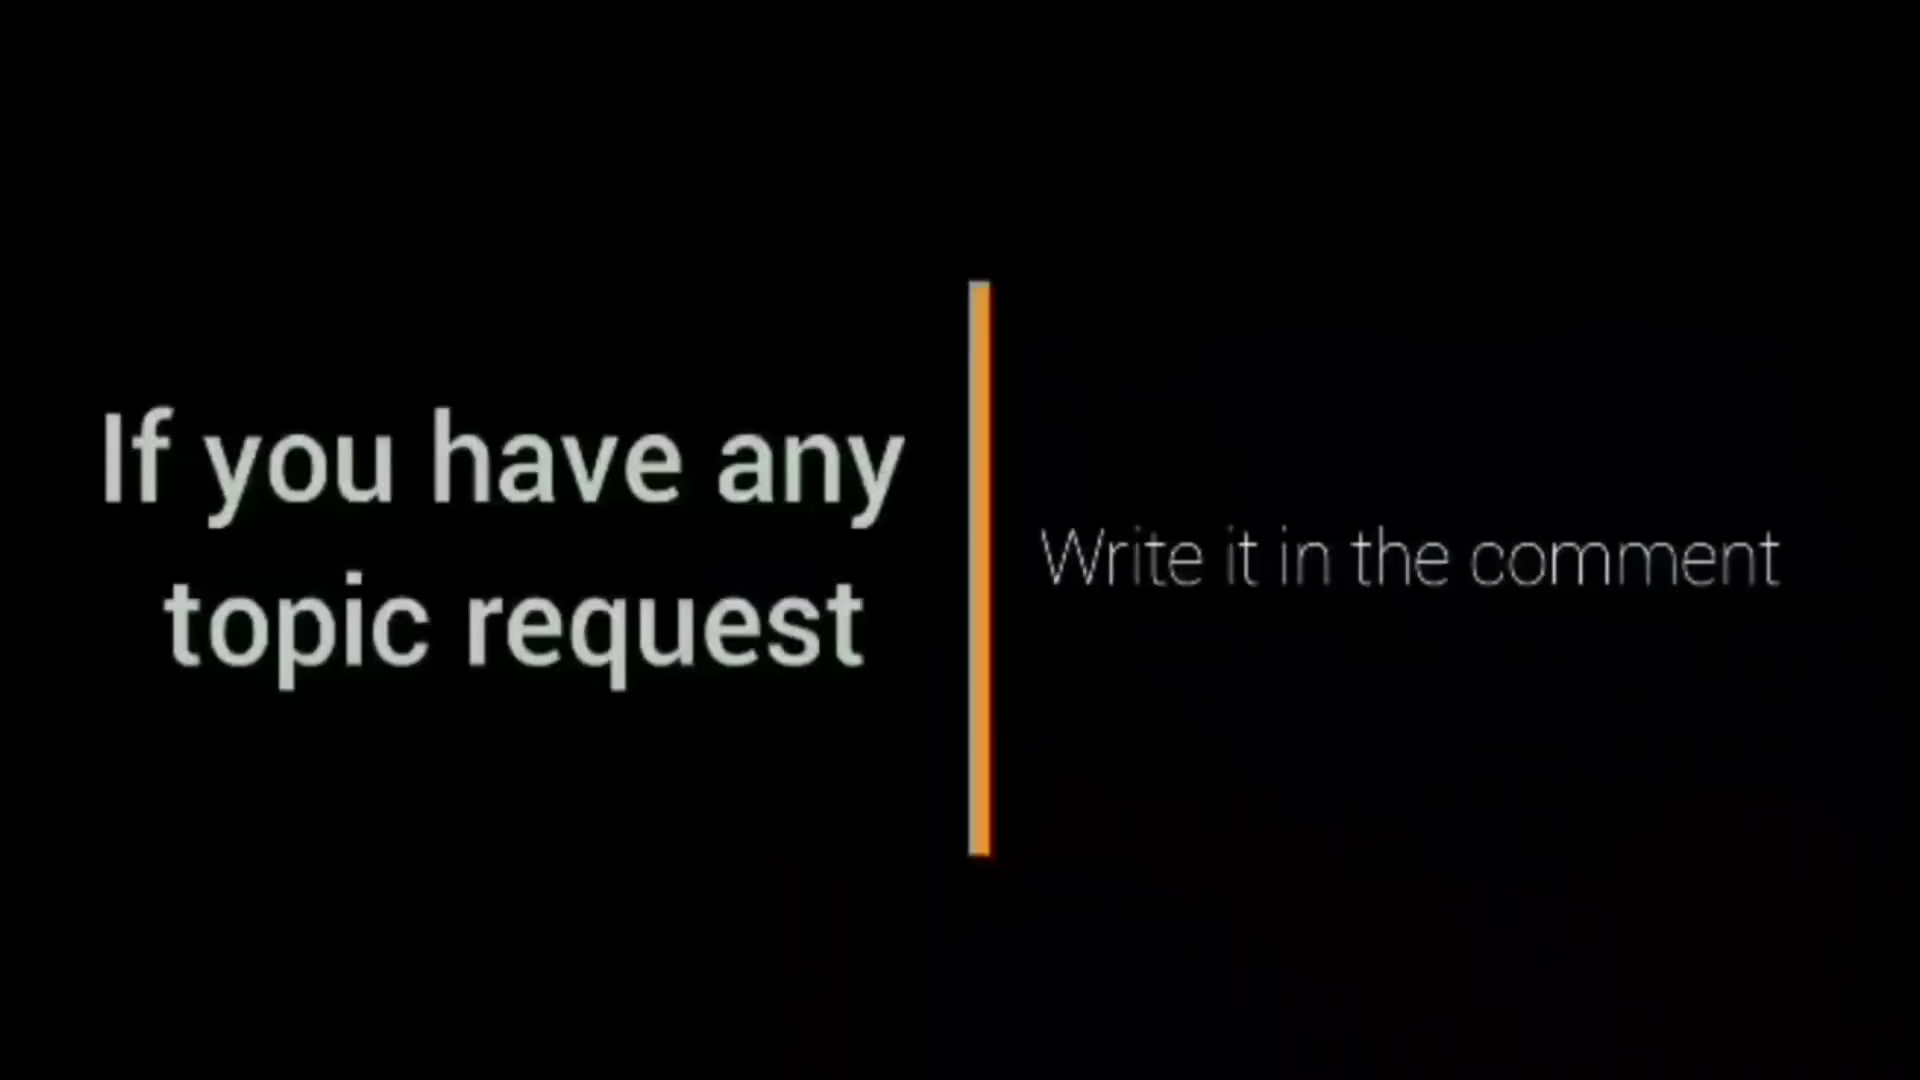 If you have any
topic request
Write it in the comment